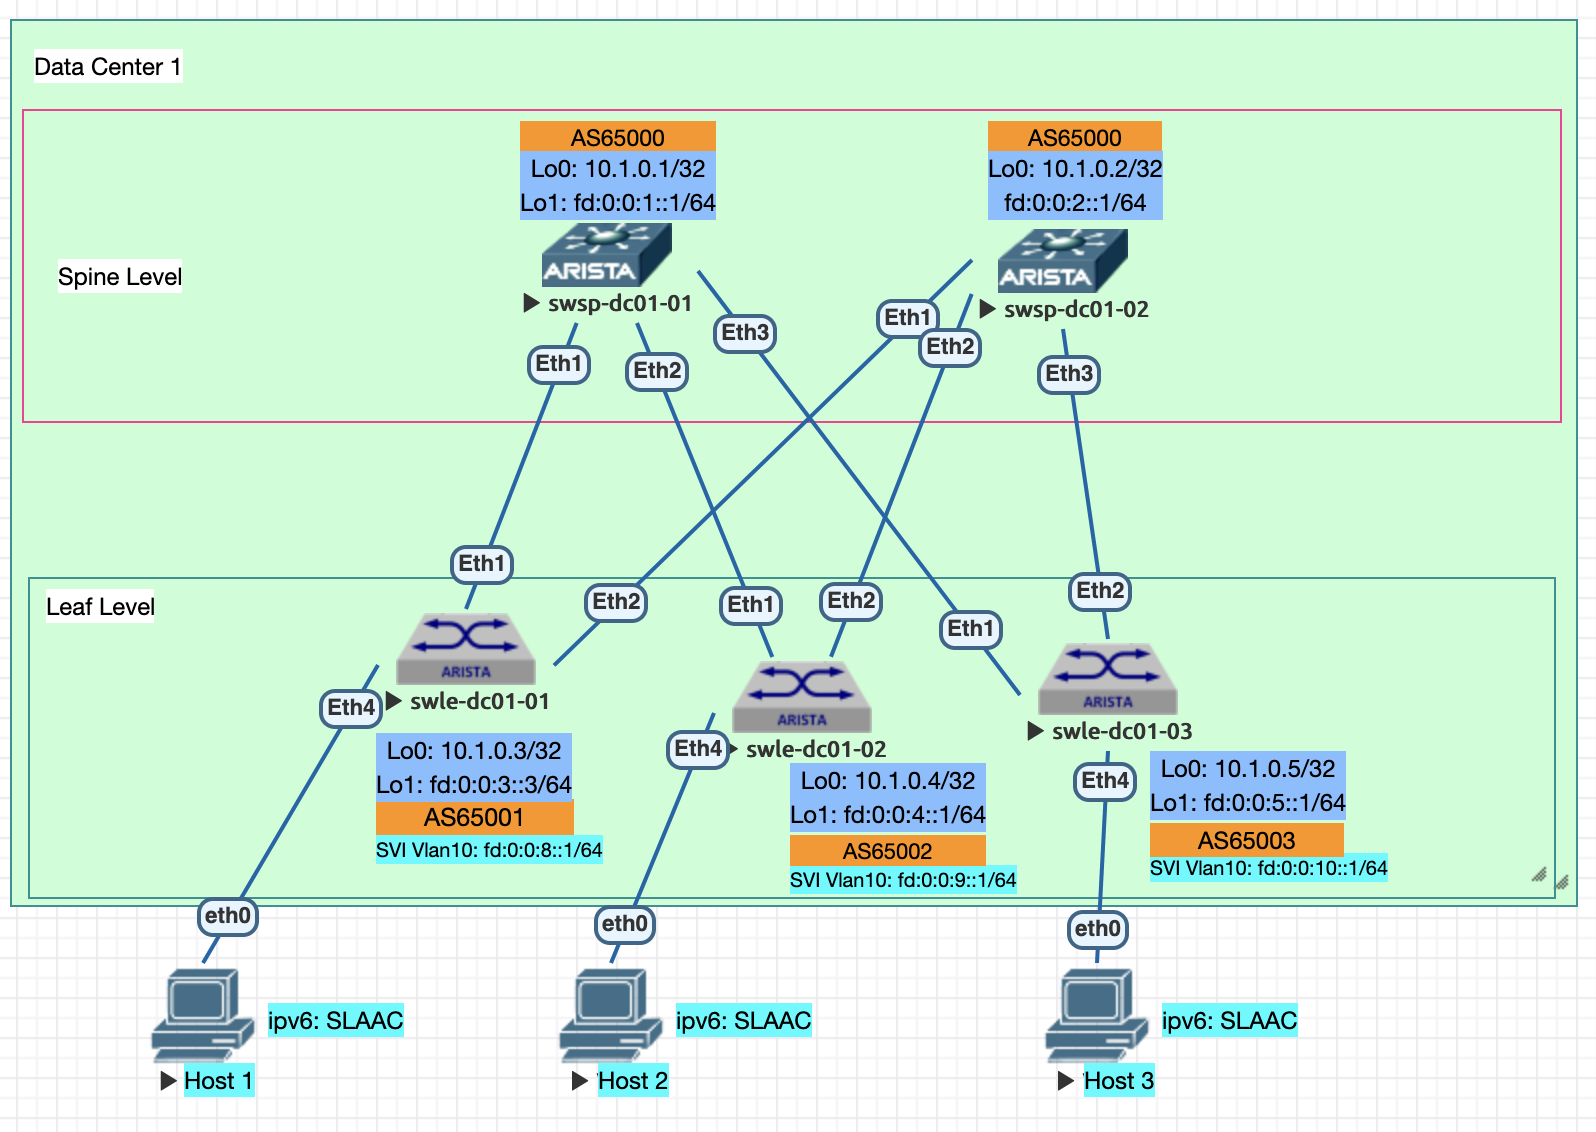 Data Center 1
AS65000
Lo0: 10.1.0.1/32
Lo1: fd:0:0:1::1/64
ARISTA
swsp-dc01-01
AS65000
Lo0: 10.1.0.2/32
fd:0:0:2::1/64
ARISTA
swsp-dc01-02
Spine Level
Eth1
Eth2
Eth3
Eth1
Eth2
Eth3
Leaf Level
Eth1
Eth2
Eth1
Eth2
Eth1
Eth2
ARISTA
swle-dc01-01
Eth4
Lo0: 10.1.0.3/32
Lo1: fd:0:0:3::3/64
AS65001
SVI Vlan10: fd:0:0:8::1/64
ARISTA
swle-dc01-02
Eth4
Lo0: 10.1.0.4/32
Lo1: fd:0:0:4::1/64
AS65002
SVI Vlan10: fd:0:0:9::1/64
ARISTA
swle-dc01-03
Eth4
Lo0: 10.1.0.5/32
Lo1: fd:0:0:5::1/64
AS65003
SVI Vlan10: fd:0:0:10::1/64
eth0
eth0
eth0
ipv6: SLAAC
Host 1
ipv6: SLAAC
Host 2
ipv6: SLAAC
Host 3